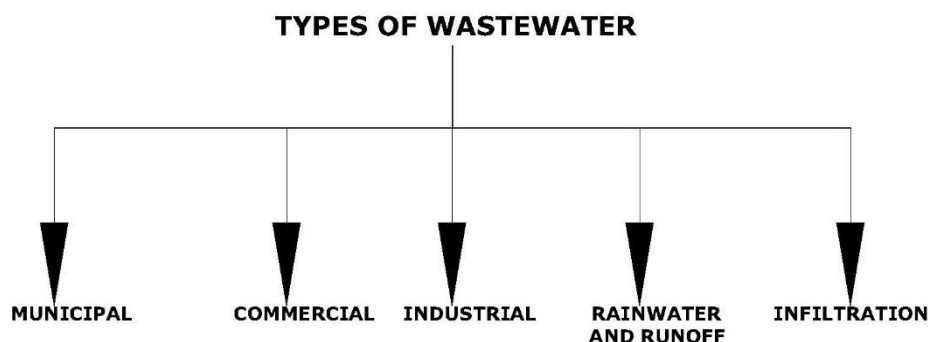 TYPES OF WASTEWATER
MUNICIPAL COMMERCIAL INDUSTRIAL RAINWATER INFILTRATION
AND RUNOFF